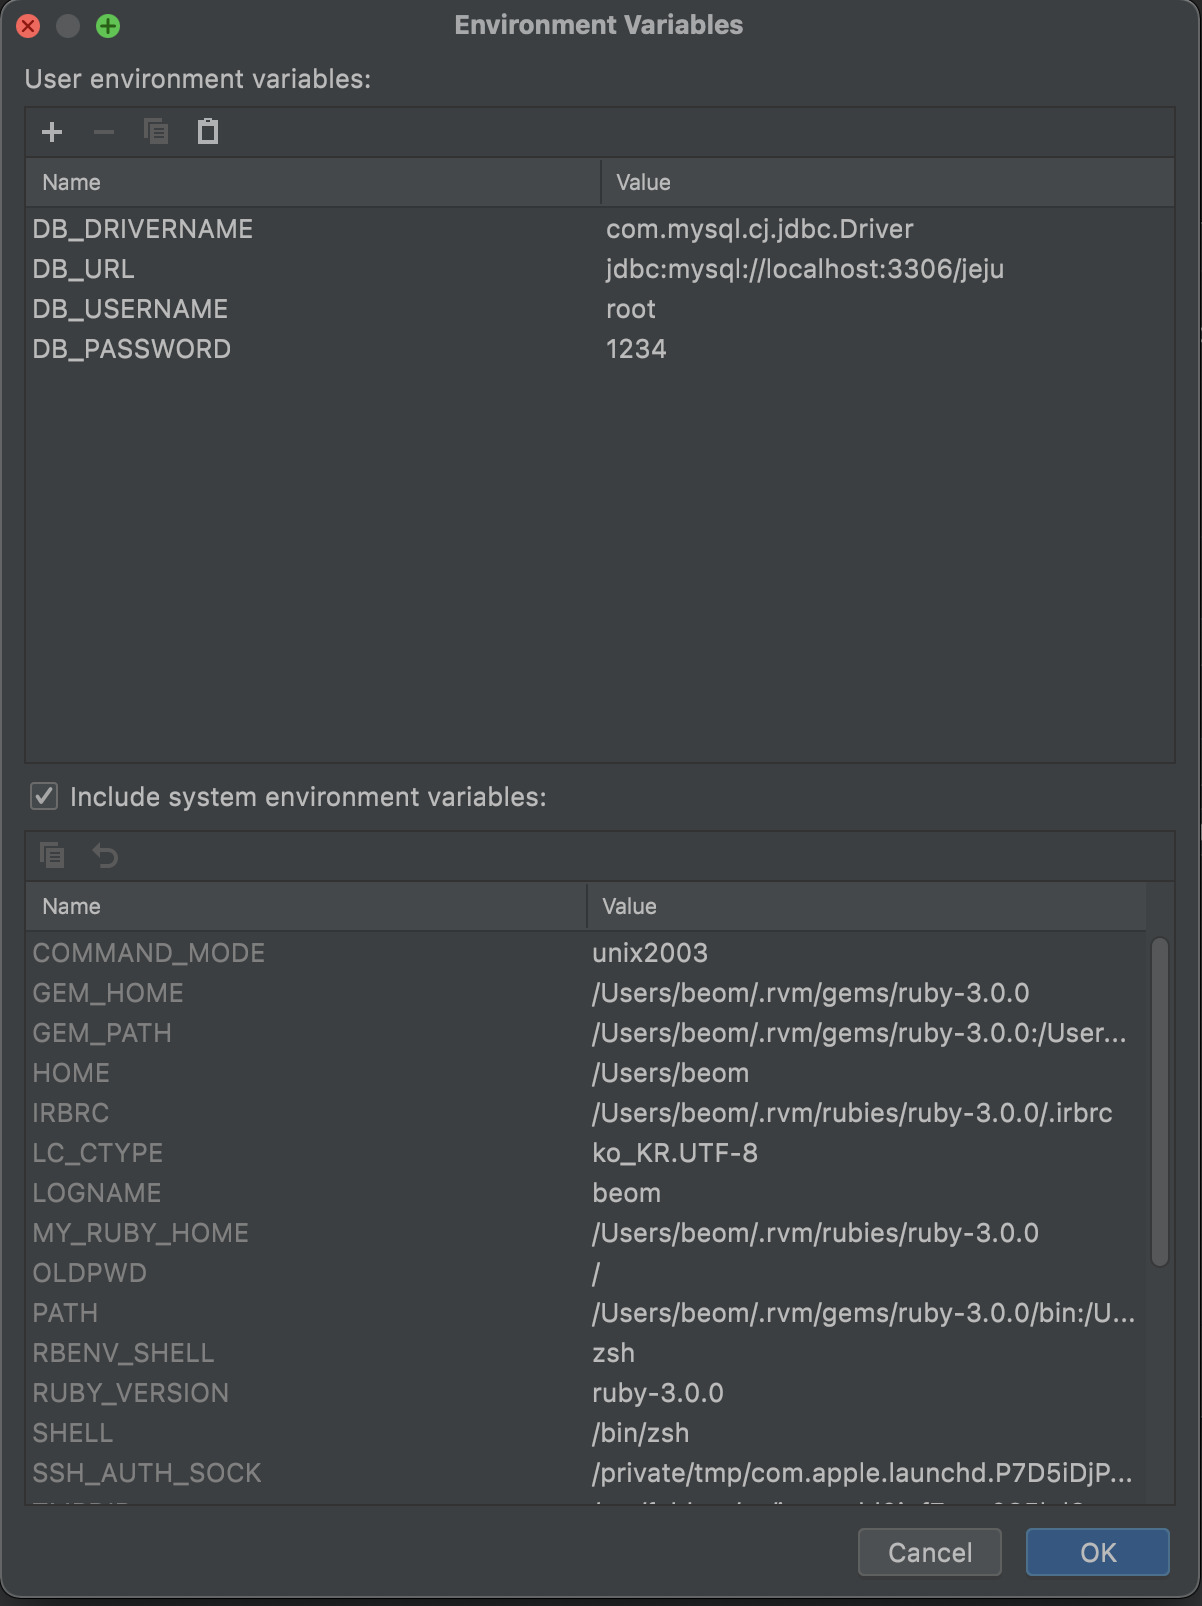 Environment Variables
User environment variables:
Name Value
DB_DRIVERNAME com.mysql.cj.jdbc.Driver
DB_URL jdbc:mysql://localhost:3306/jeju
DB_USERNAME root
DB_PASSWORD 1234
Include system environment variables:
Name Value
COMMAND_MODE unix2003
GEM_HOME /Users/beom/.rvm/gems/ruby-3.0.0
GEM_PATH /Users/beom/.rvm/gems/ruby-3.0.0:/User...
HOME /Users/beom
IRBRC /Users/beom/.rvm/rubies/ruby-3.0.0/.irbrc
LC_CTYPE ko_KR.UTF-8
LOGNAME beom
MY_RUBY_HOME /Users/beom/.rvm/rubies/ruby-3.0.0
OLDPWD /
PATH /Users/beom/.rvm/gems/ruby-3.0.0/bin:/U...
RBENV_SHELL zsh
RUBY_VERSION ruby-3.0.0
SHELL /bin/zsh
SSH_AUTH_SOCK /private/tmp/com.apple.launchd.P7D5iDjP...
Cancel OK